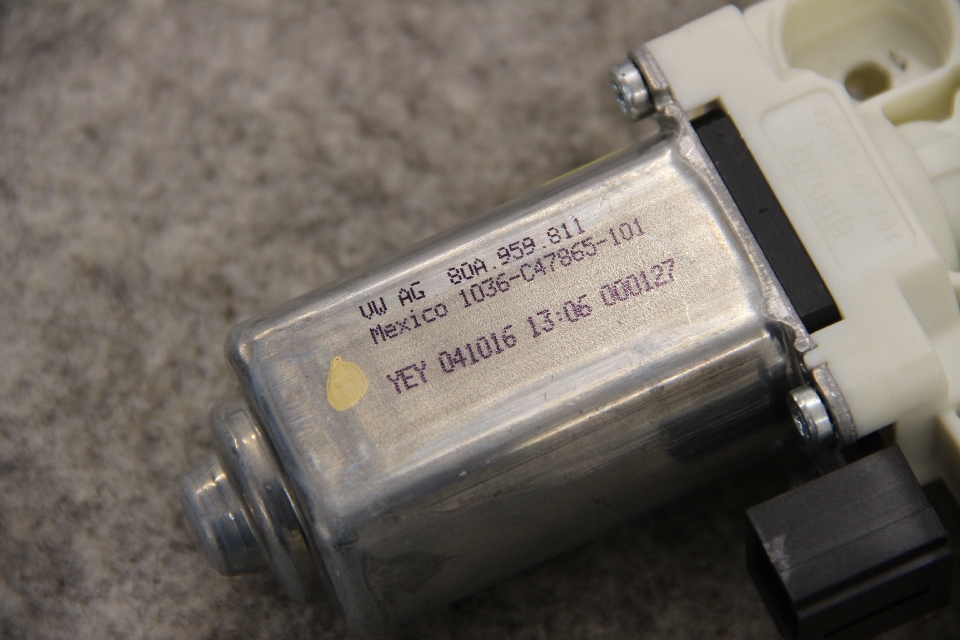 VW AG 80A.959 811
Mexico 1036-C47865-101
YEY 041016 13:06 000127